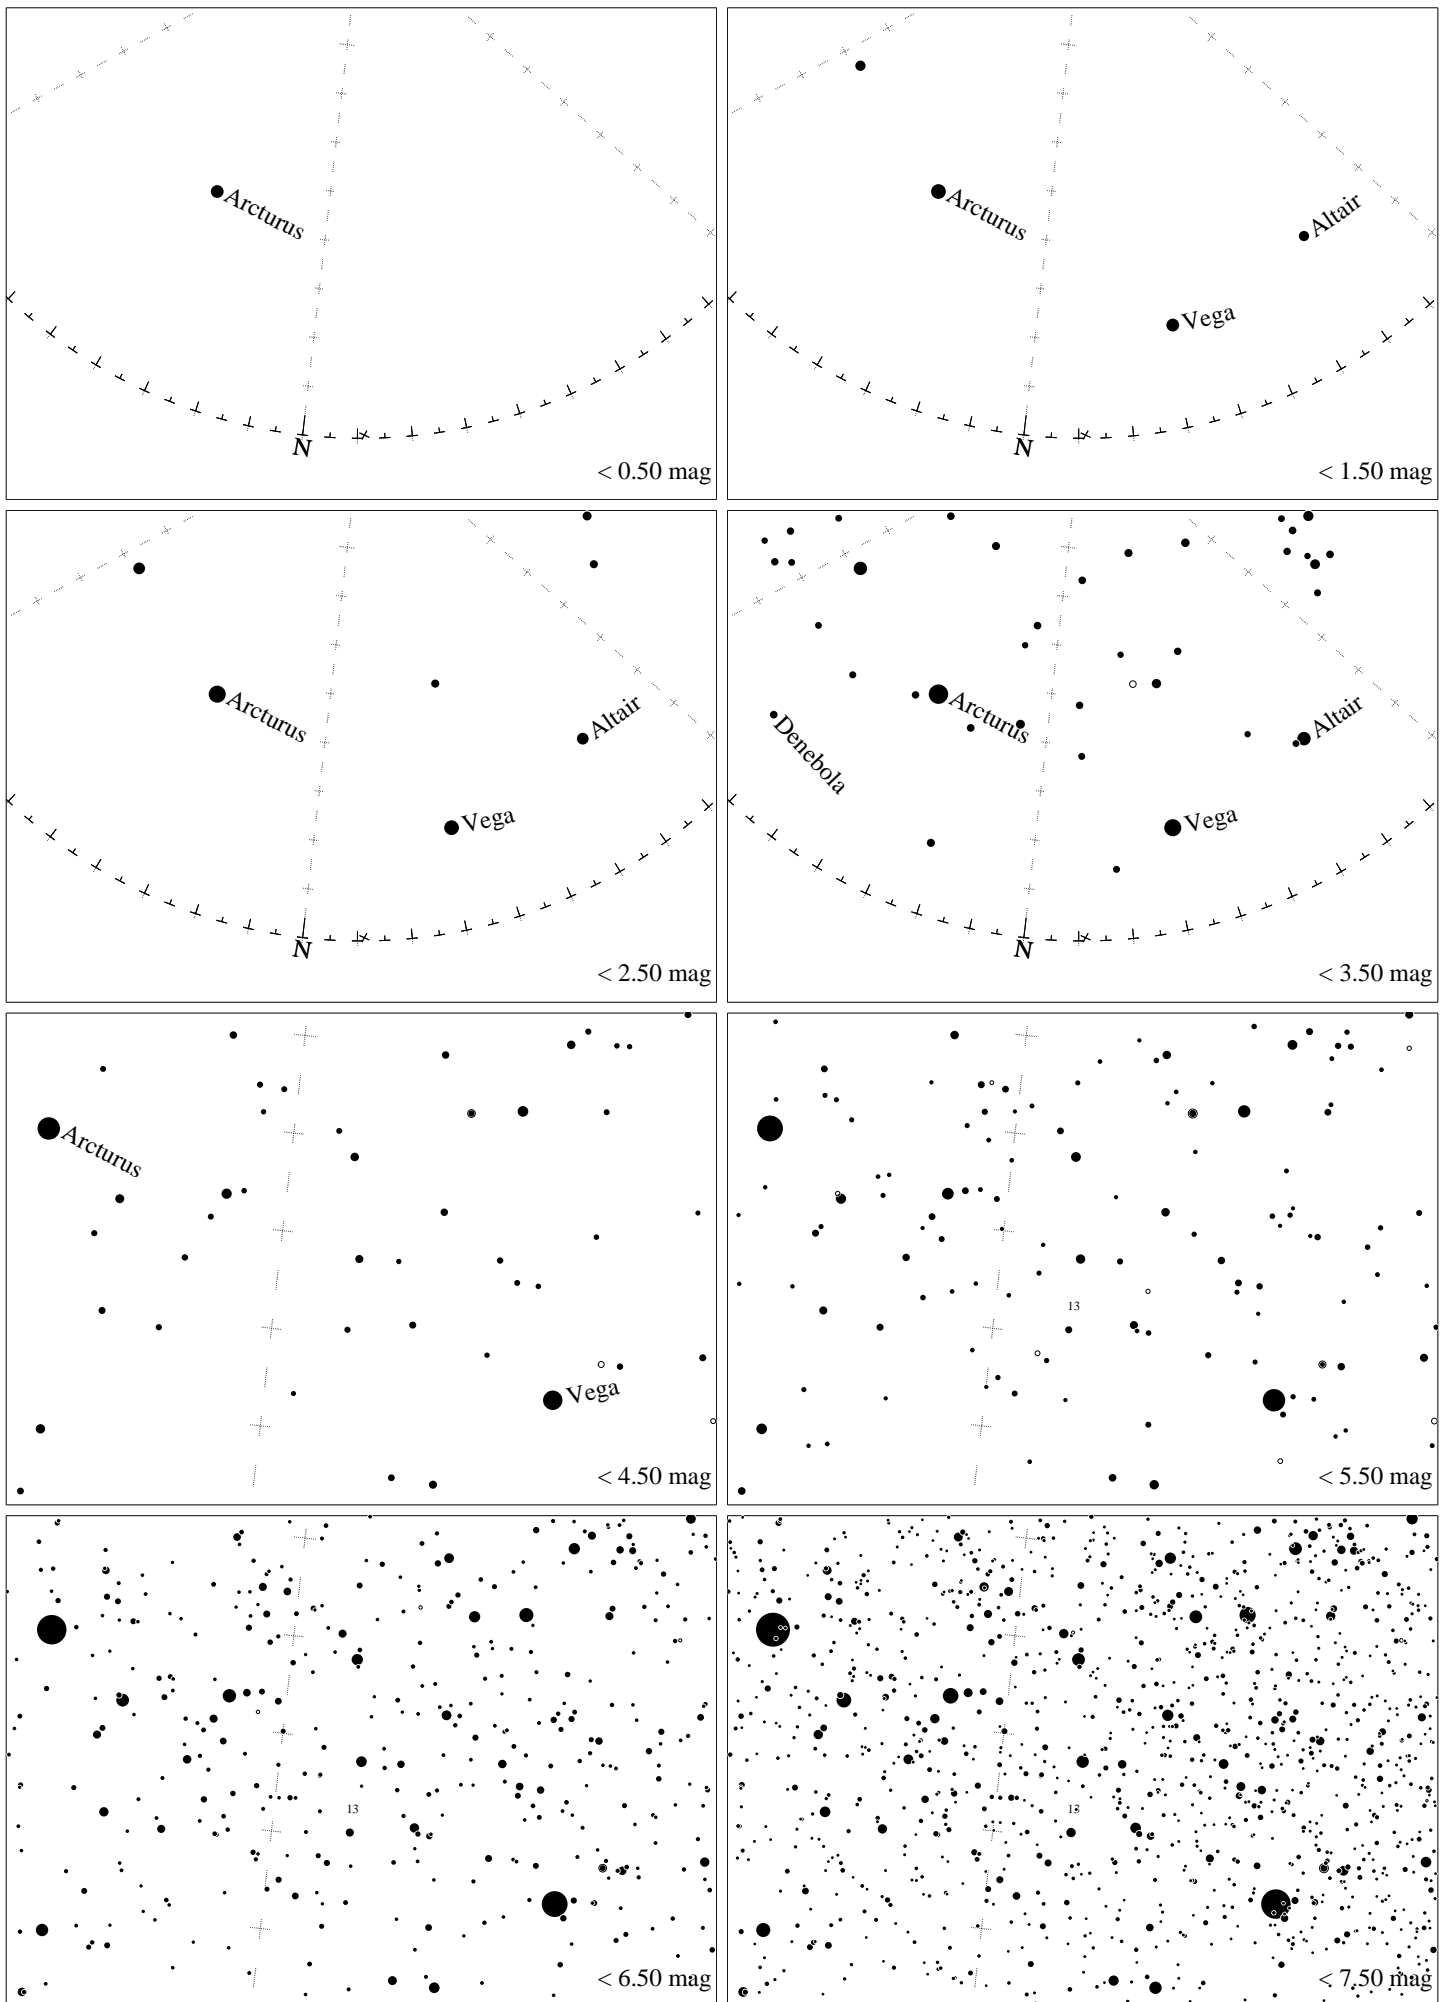 Arcturus
N
< 0.50 mag
Arcturus
Altair
Vega
N
< 1.50 mag
Arcturus
Altair
Vega
N
< 2.50 mag
Arcturus
Altair
Denebola
Vega
N
< 3.50 mag
Arcturus
Vega
< 4.50 mag
13
< 5.50 mag
13
< 6.50 mag
13
< 7.50 mag